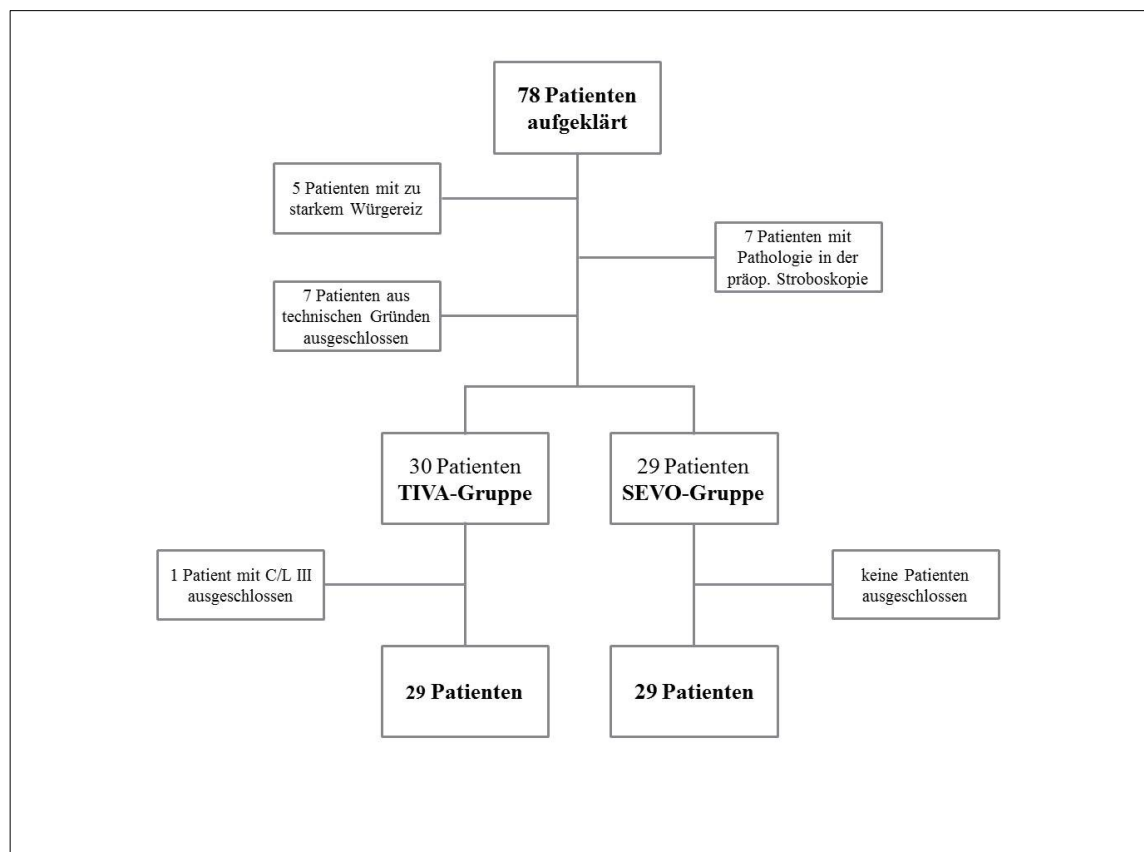 78 Patienten
aufgeklärt
5 Patienten mit zu
starkem Würgereiz
7 Patienten mit
Pathologie in der
präop. Stroboskopie
7 Patienten aus
technischen Gründen
ausgeschlossen
30 Patienten
TIVA-Gruppe
29 Patienten
SEVO-Gruppe
1 Patient mit C/L III
ausgeschlossen
keine Patienten
ausgeschlossen
29 Patienten
29 Patienten